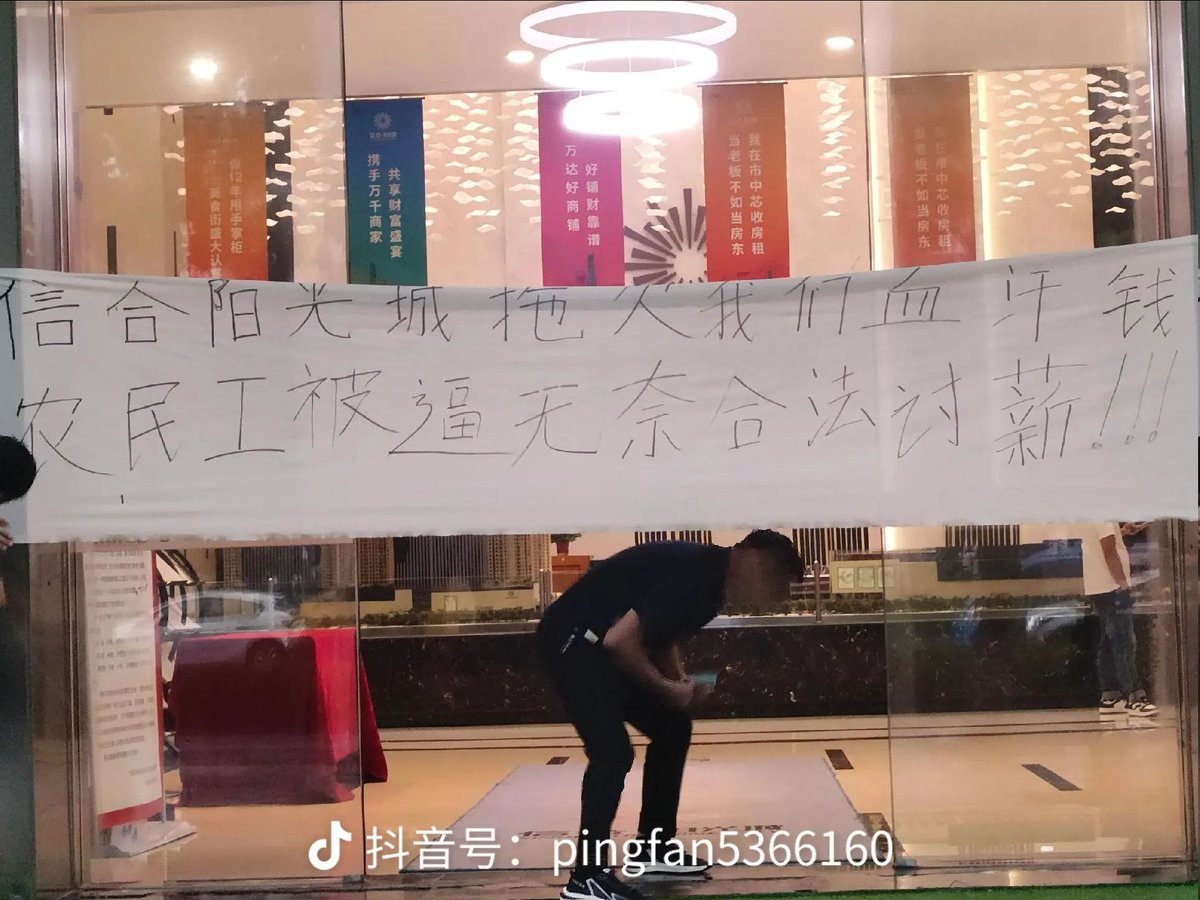 做12年甩手掌柜
美食街盛大认筹
共享财富盛宴
携手万千商家
好铺财靠谱
万达好商铺
我在市中芯收房租
当老板不如当房东
我在市中芯收房租
当老板不如当房东
信合阳光城拖欠我们血汗钱
农民工被逼无奈合法讨薪!!!
抖音号：pingfan5366160